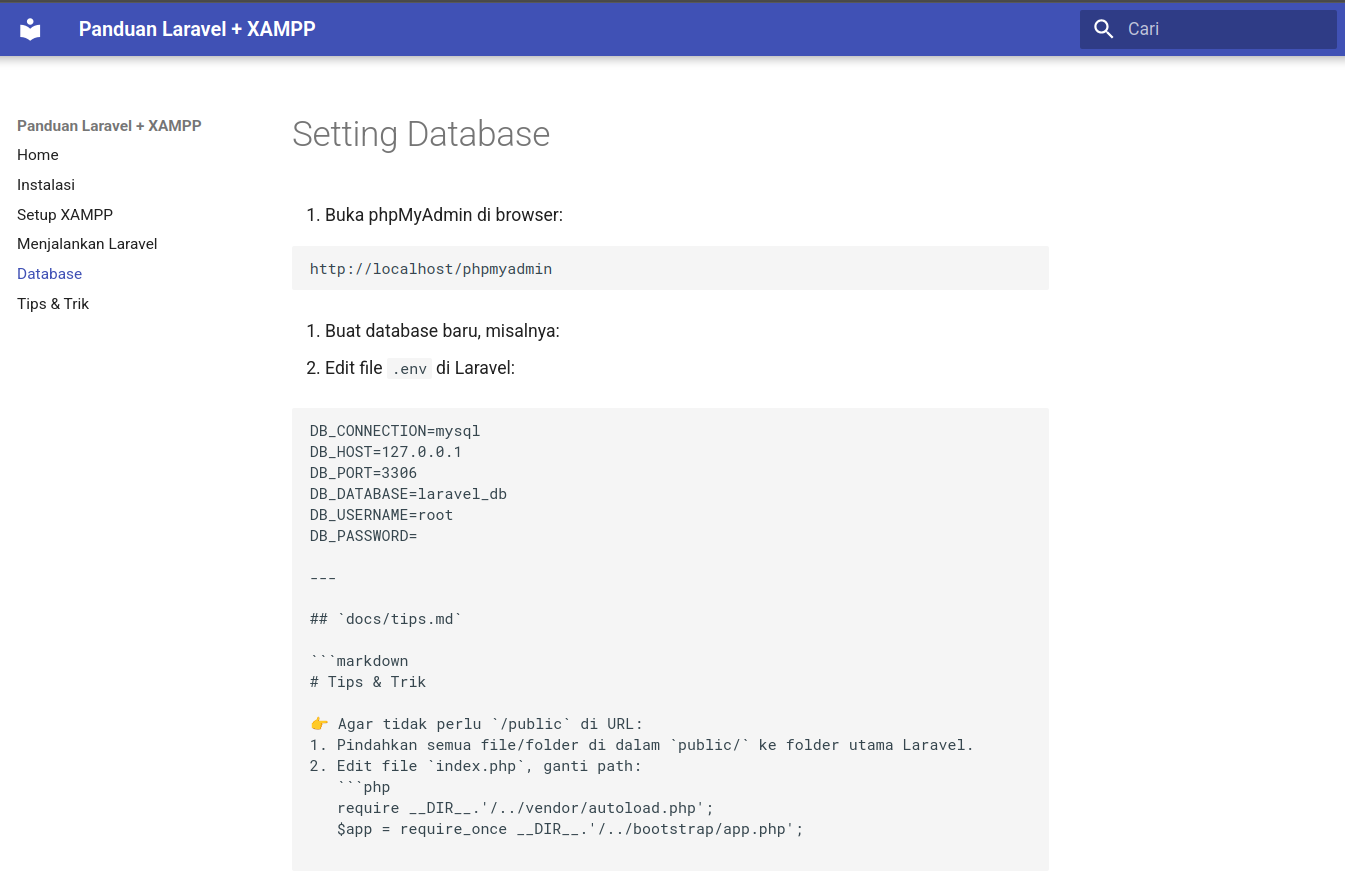 Panduan Laravel + XAMPP
Cari
Panduan Laravel + XAMPP
Home
Instalasi
Setup XAMPP
Menjalankan Laravel
Database
Tips & Trik
Setting Database
1. Buka phpMyAdmin di browser:
http://localhost/phpmyadmin
1. Buat database baru, misalnya:
2. Edit file .env di Laravel:
DB_CONNECTION=mysql
DB_HOST=127.0.0.1
DB_PORT=3306
DB_DATABASE=laravel_db
DB_USERNAME=root
DB_PASSWORD=
---
## `docs/tips.md`
```markdown
# Tips & Trik
👉 Agar tidak perlu `/public` di URL:
1. Pindahkan semua file/folder di dalam `public/` ke folder utama Laravel.
2. Edit file `index.php`, ganti path:
```php
require __DIR__.'/../vendor/autoload.php';
$app = require_once __DIR__.'/../bootstrap/app.php';